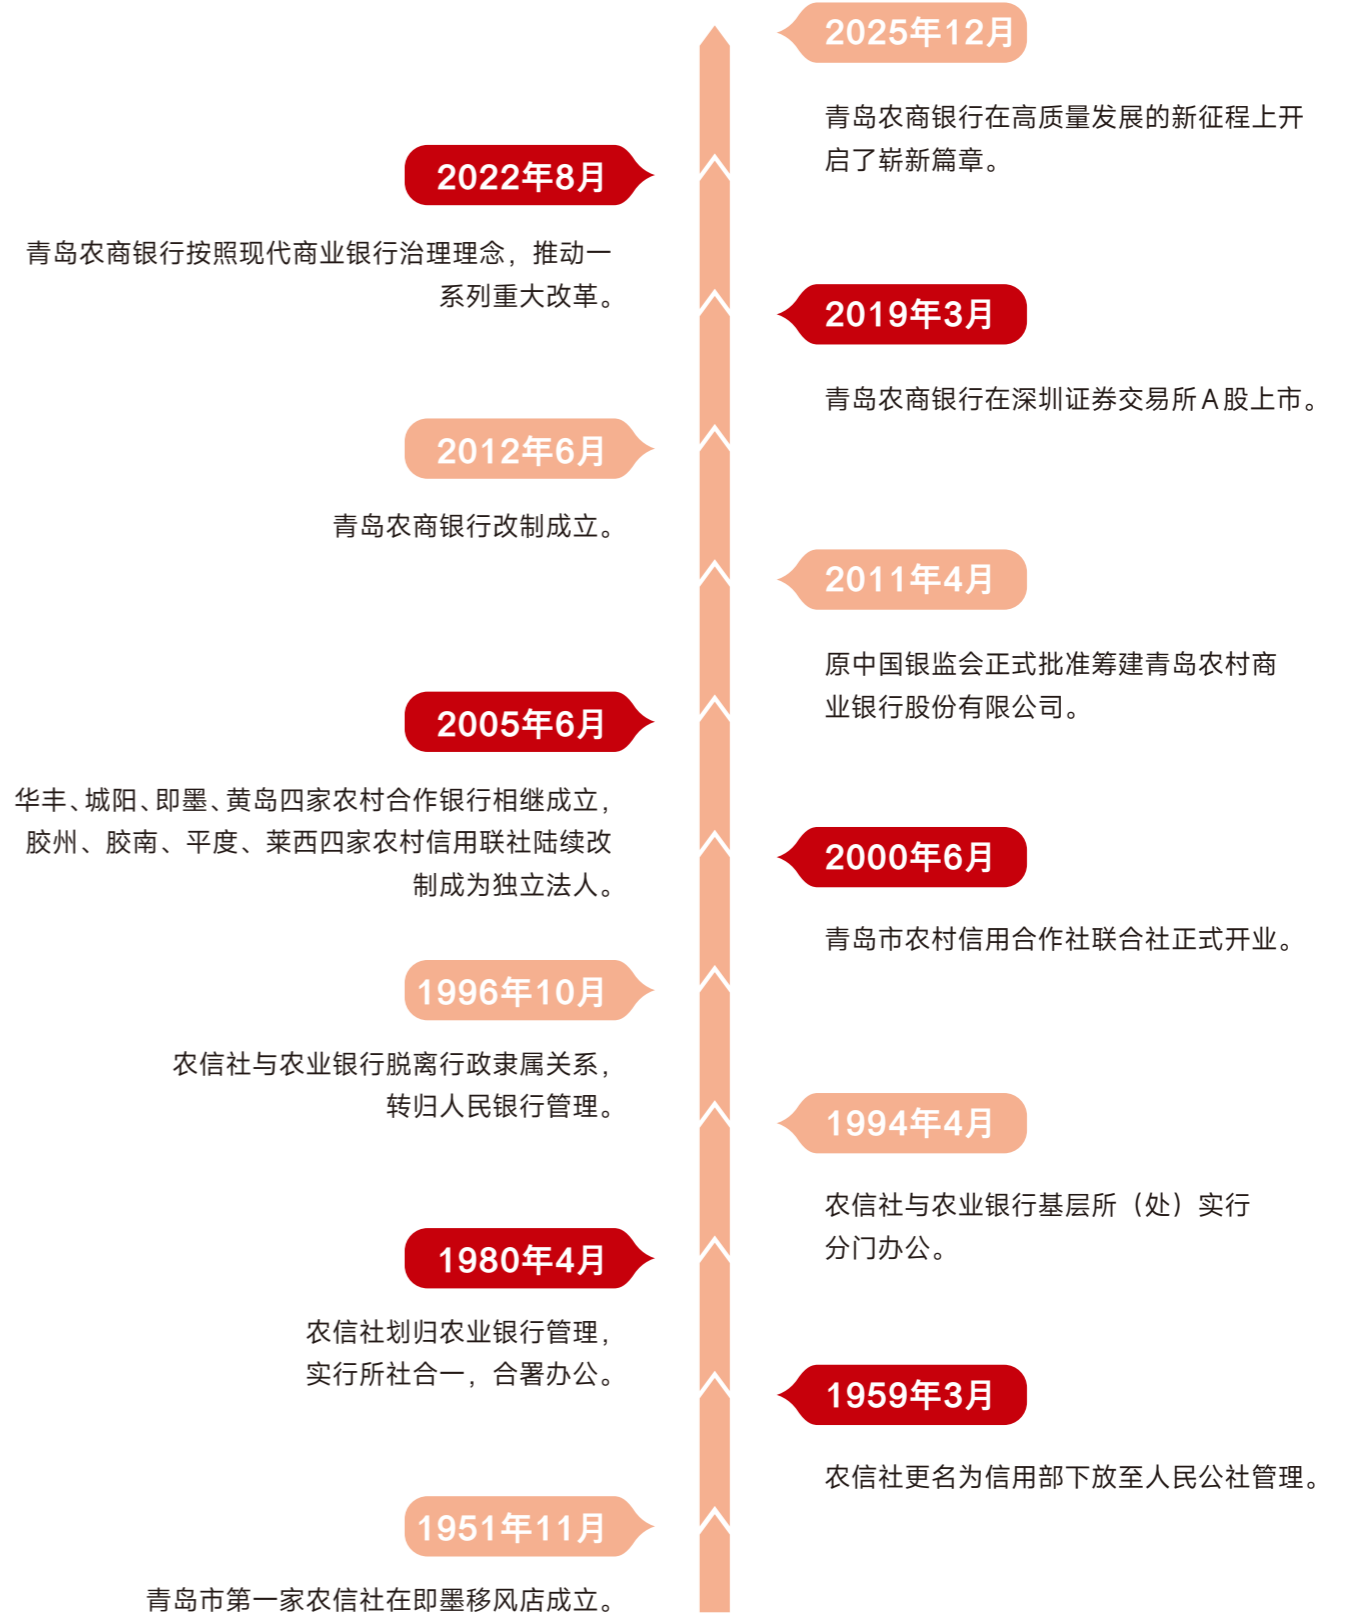 2025年12月
青岛农商银行在高质量发展的新征程上开
启了崭新篇章。
2022年8月
青岛农商银行按照现代商业银行治理理念，推动一
系列重大改革。
2019年3月
青岛农商银行在深圳证券交易所A股上市。
2012年6月
青岛农商银行改制成立。
2011年4月
原中国银监会正式批准筹建青岛农村商
业银行股份有限公司。
2005年6月
华丰、城阳、即墨、黄岛四家农村合作银行相继成立，
胶州、胶南、平度、莱西四家农村信用联社陆续改
制成为独立法人。
2000年6月
青岛市农村信用合作社联合社正式开业。
1996年10月
农信社与农业银行脱离行政隶属关系，
转归人民银行管理。
1994年4月
农信社与农业银行基层所（处）实行
分门办公。
1980年4月
农信社划归农业银行管理，
实行所社合一，合署办公。
1959年3月
农信社更名为信用部下放至人民公社管理。
1951年11月
青岛市第一家农信社在即墨移风店成立。